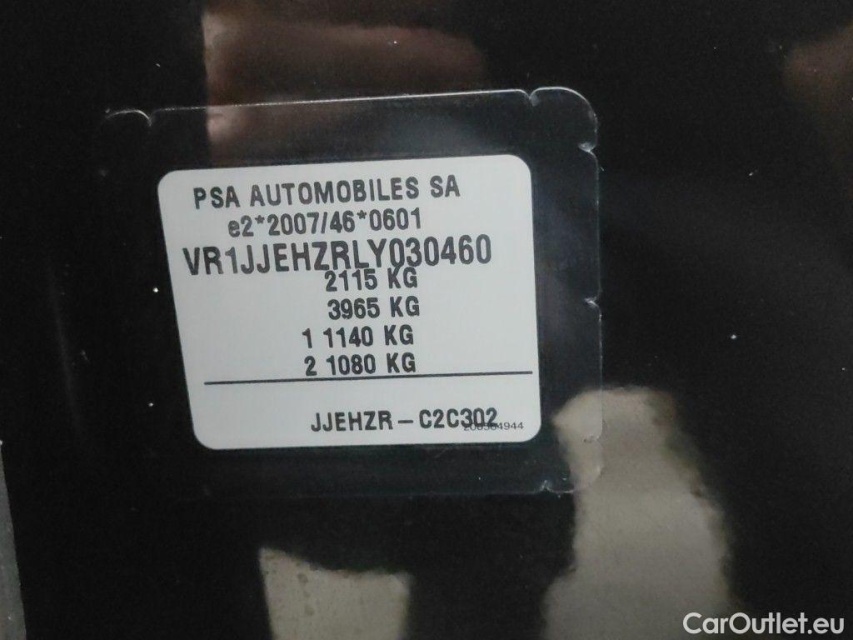 PSA AUTOMOBILES SA
e2*2007/46*0601
VR1JJEHZRLY030460
2115 KG
3965 KG
1 1140 KG
2 1080 KG
JJEHZR – C2C302
CarOutlet.eu